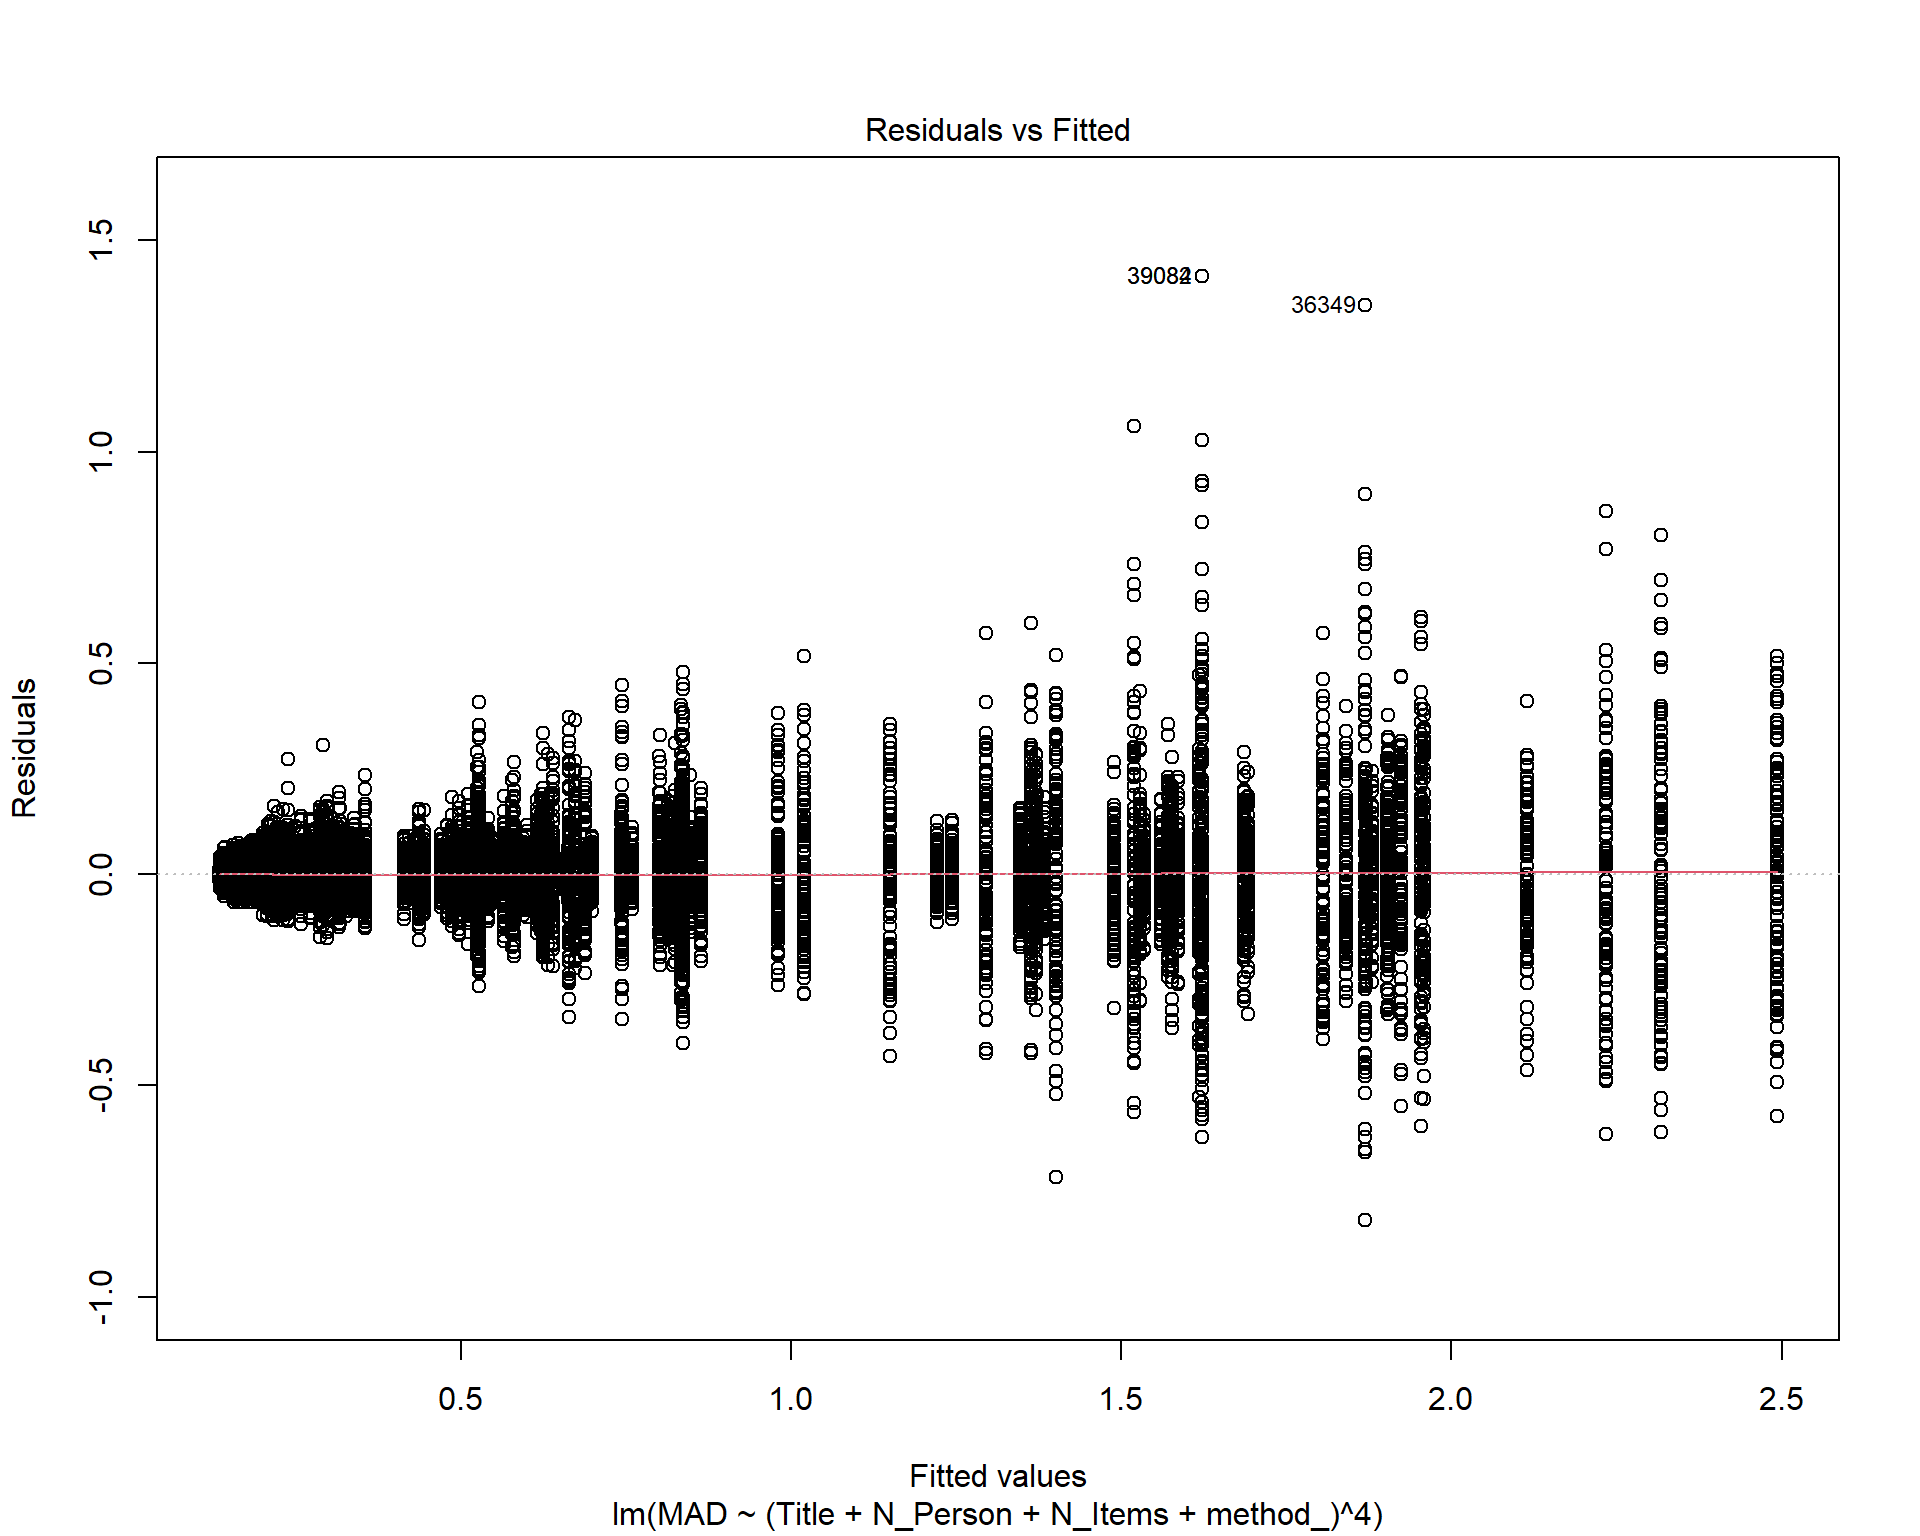 Residuals vs Fitted
1.5
1.0
0.5
0.0
-0.5
-1.0
Residuals
36349
0.5 1.0 1.5 2.0 2.5
Fitted values
lm(MAD ~ (Title + N_Person + N_Items + method_)^4)